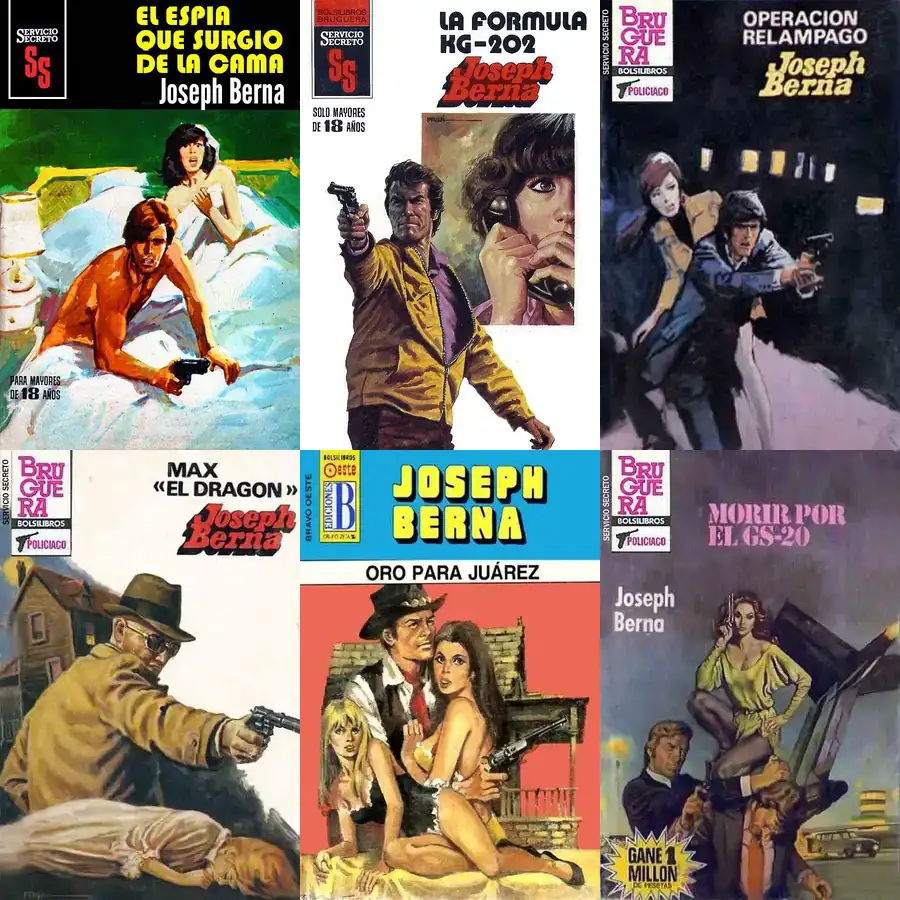 SERVICIO
SECRETO
SS
EL ESPIA
QUE SURGIO
DE LA CAMA
Joseph Berna
PARA MAYORES
DE 18 AÑOS
BOLSILIBROS
BRUGUERA
SERVICIO
SECRETO
SS
SOLO MAYORES
DE 18 AÑOS
LA FORMULA
KG-202
Joseph
Berna
SERVICIO SECRETO
BRU
GUE
RA
BOLSILIBROS
POLICIACO
OPERACION
RELAMPAGO
Joseph
Berna
SERVICIO SECRETO
BRU
GUE
RA
BOLSILIBROS
POLICIACO
MAX
«EL DRAGON»
Joseph
Berna
BRAVO OESTE
BOLSILIBROS
Oeste
EDICIONES
B
GRUPO ZETA
JOSEPH
BERNA
ORO PARA JUÁREZ
SERVICIO SECRETO
BRU
GUE
RA
BOLSILIBROS
POLICIACO
MORIR POR
EL GS-20
Joseph
Berna
GANE 1
MILLON
DE PESETAS